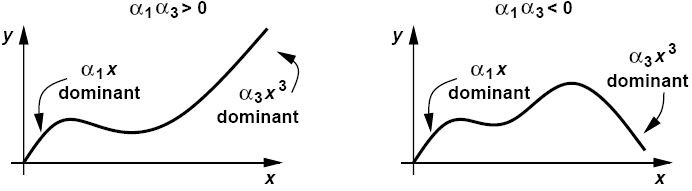 α₁α₃ > 0
y
α₁x
dominant
α₃x³
dominant
x
α₁α₃ < 0
y
α₁x
dominant
α₃x³
dominant
x